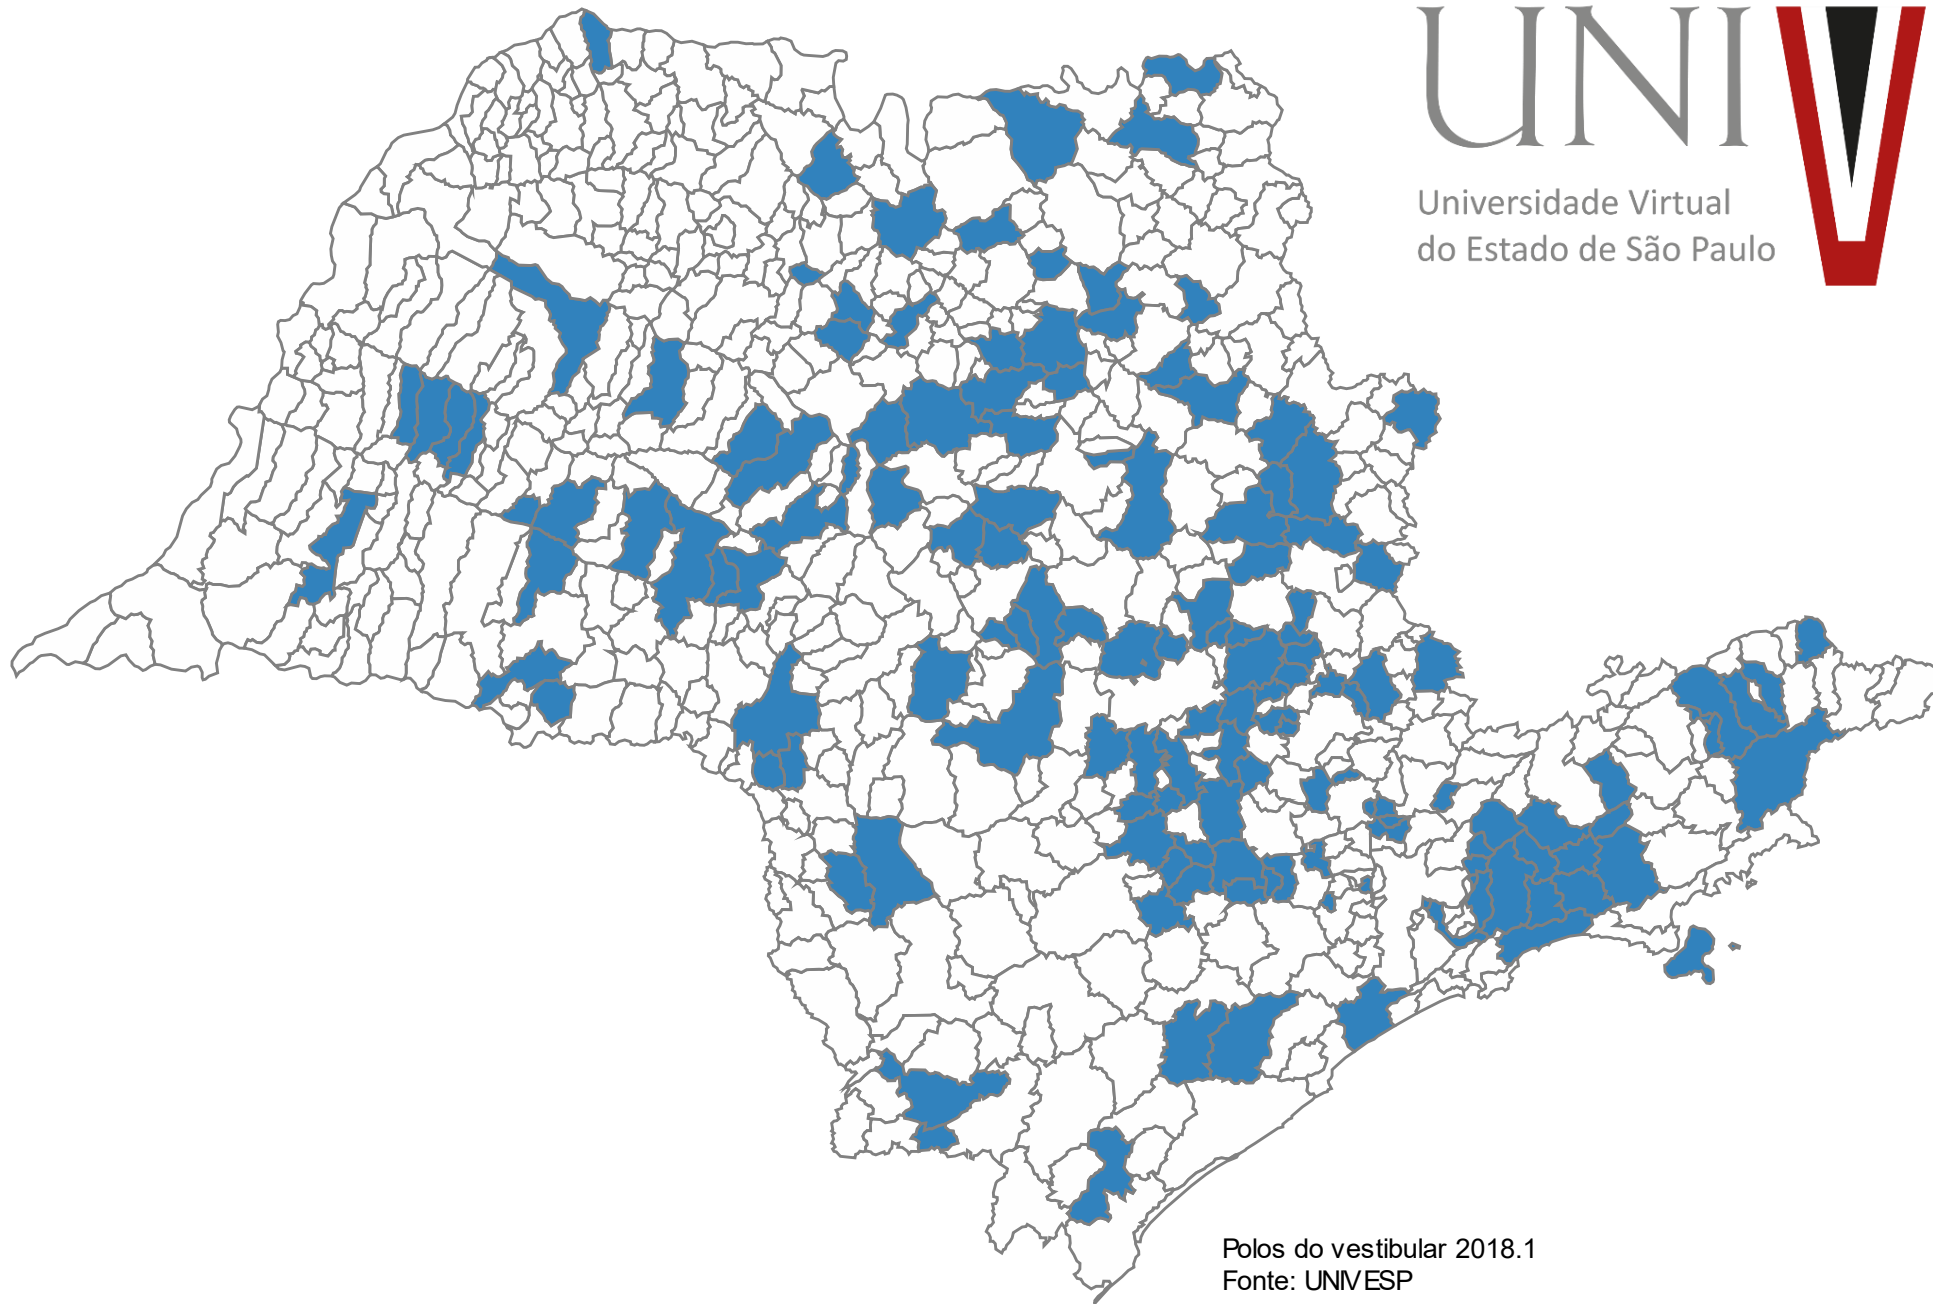 UNIV
Universidade Virtual
do Estado de São Paulo
Polos do vestibular 2018.1
Fonte: UNIVESP